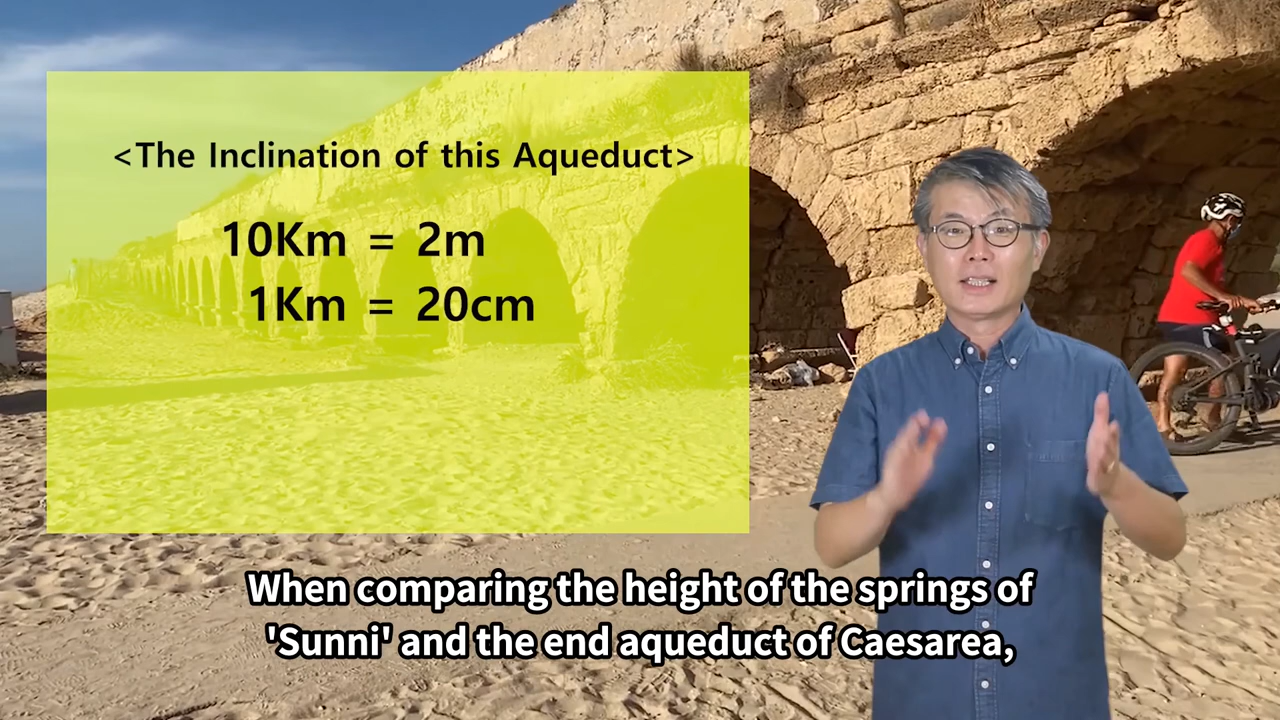 <The Inclination of this Aqueduct>
10Km = 2m
1Km = 20cm
When comparing the height of the springs of
'Sunni' and the end aqueduct of Caesarea,